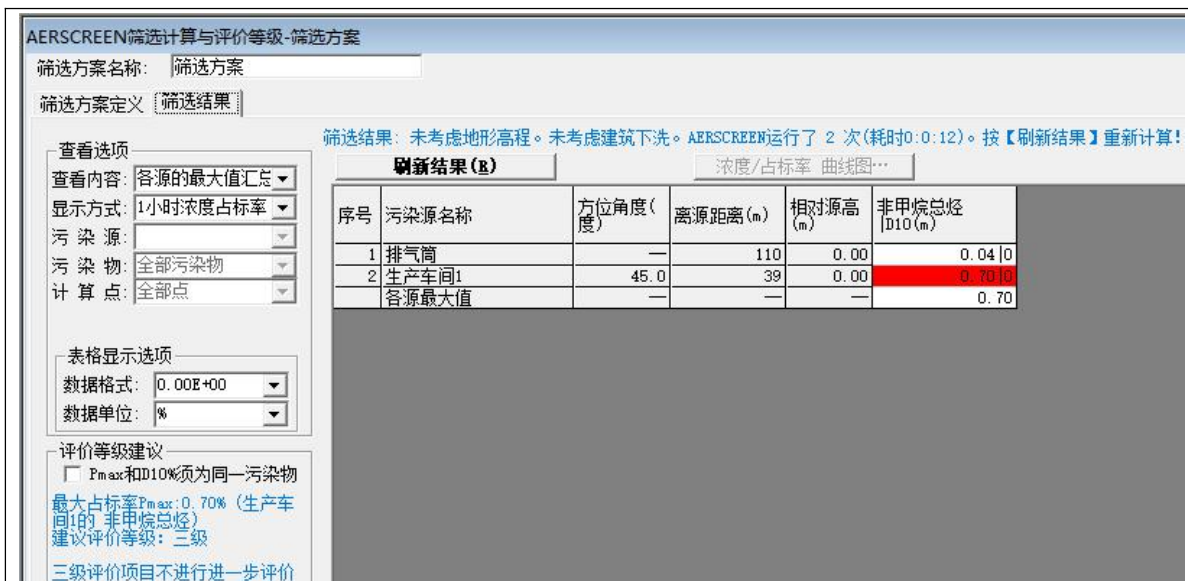 AERSCREEN筛选计算与评价等级-筛选方案
筛选方案名称: 筛选方案
筛选方案定义 筛选结果
筛选结果: 未考虑地形高程。未考虑建筑下洗。AERSCREEN运行了 2 次(耗时0:0:12)。按【刷新结果】重新计算!
刷新结果(R) 浓度/占标率 曲线图…
查看选项
查看内容: 各源的最大值汇总
显示方式: 1小时浓度占标率
污 染 源:
污 染 物: 全部污染物
计 算 点: 全部点
序号 污染源名称 方位角度(度) 离源距离(m) 相对源高(m) 非甲烷总烃|D10(m)
1 排气筒 — 110 0.00 0.04|0
2 生产车间1 45.0 39 0.00 0.70|0
各源最大值 — — — 0.70
表格显示选项
数据格式: 0.00E+00
数据单位: %
评价等级建议
Pmax和D10%须为同一污染物
最大占标率Pmax:0.70% (生产车
间1的 非甲烷总烃)
建议评价等级: 三级
三级评价项目不进行进一步评价